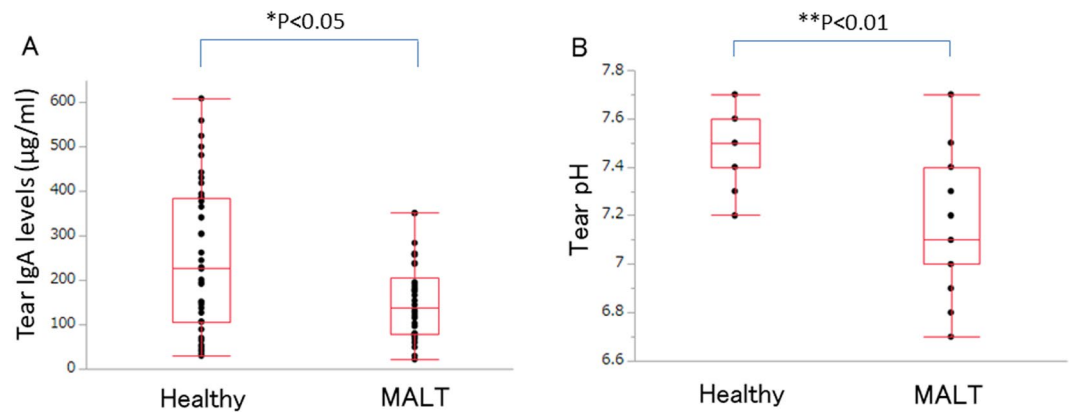 *P<0.05
A
Tear IgA levels (µg/ml)
600
500
400
300
200
100
0
Healthy
MALT
**P<0.01
B
Tear pH
7.8
7.6
7.4
7.2
7
6.8
6.6
Healthy
MALT